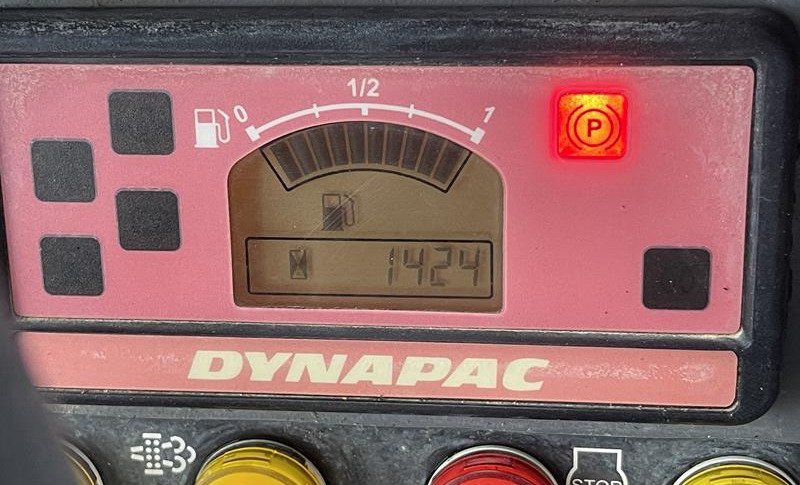 0 1/2 1
P
1424
DYNAPAC
STOP